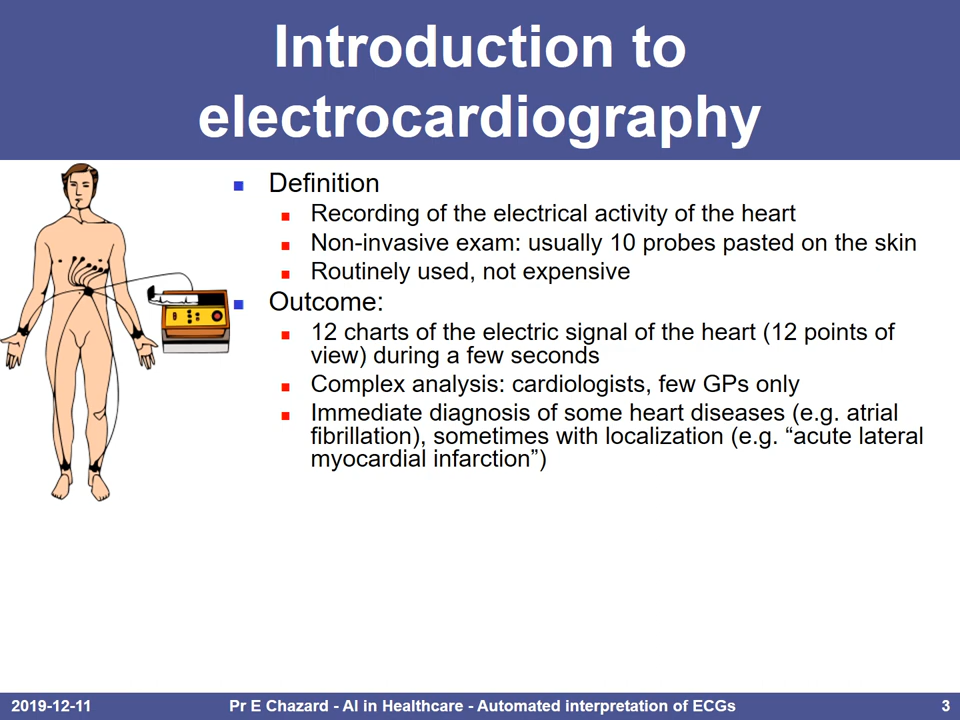 Introduction to
electrocardiography
Definition
Recording of the electrical activity of the heart
Non-invasive exam: usually 10 probes pasted on the skin
Routinely used, not expensive
Outcome:
12 charts of the electric signal of the heart (12 points of
view) during a few seconds
Complex analysis: cardiologists, few GPs only
Immediate diagnosis of some heart diseases (e.g. atrial
fibrillation), sometimes with localization (e.g. “acute lateral
myocardial infarction”)
2019-12-11
Pr E Chazard - AI in Healthcare - Automated interpretation of ECGs
3